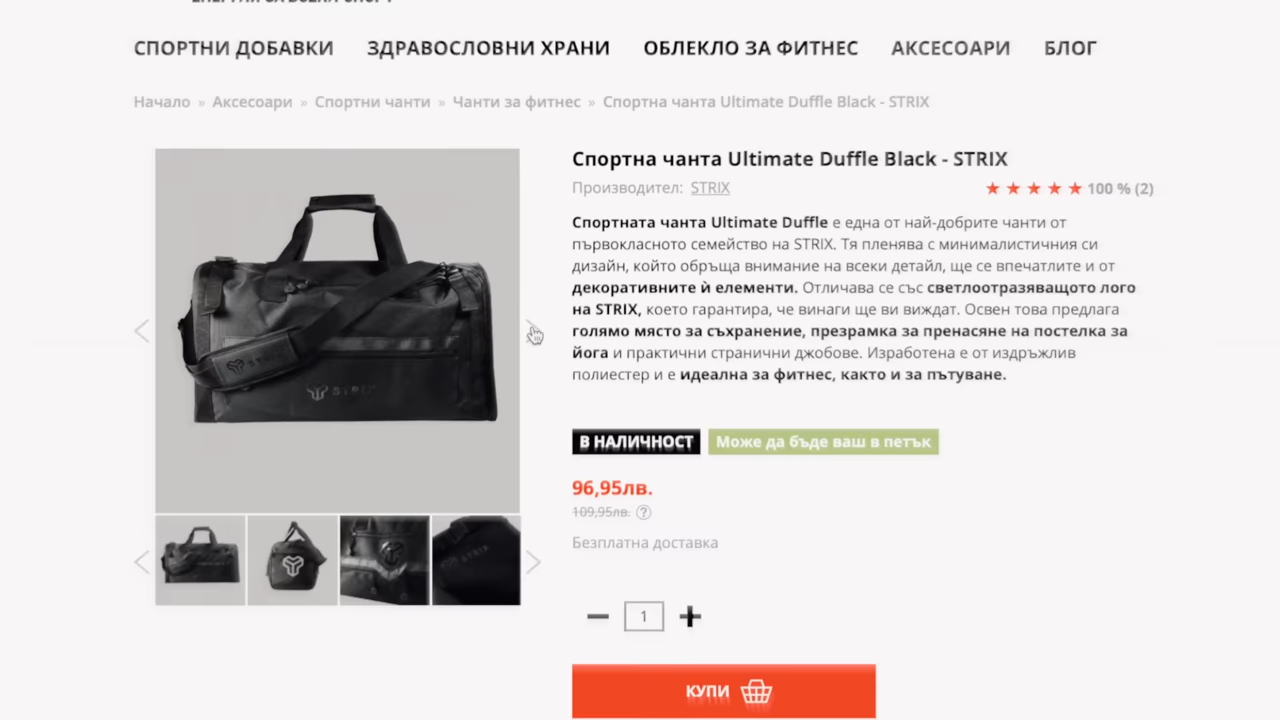 СПОРТНИ ДОБАВКИ ЗДРАВОСЛОВНИ ХРАНИ ОБЛЕКЛО ЗА ФИТНЕС АКСЕСОАРИ БЛОГ
Начало » Аксесоари » Спортни чанти » Чанти за фитнес » Спортна чанта Ultimate Duffle Black - STRIX
Спортна чанта Ultimate Duffle Black - STRIX
Производител: STRIX
100 % (2)
Спортната чанта Ultimate Duffle е една от най-добрите чанти от
първокласното семейство на STRIX. Тя пленява с минималистичния си
дизайн, който обръща внимание на всеки детайл, ще се впечатлите и от
декоративните ѝ елементи. Отличава се със светлоотразяващото лого
на STRIX, което гарантира, че винаги ще ви виждат. Освен това предлага
голямо място за съхранение, презрамка за пренасяне на постелка за
йога и практични странични джобове. Изработена е от издръжлив
полиестер и е идеална за фитнес, както и за пътуване.
STRIX
STRIX
В НАЛИЧНОСТ Може да бъде ваш в петък
96,95лв.
109,95лв. ?
Безплатна доставка
STRIX
1
КУПИ